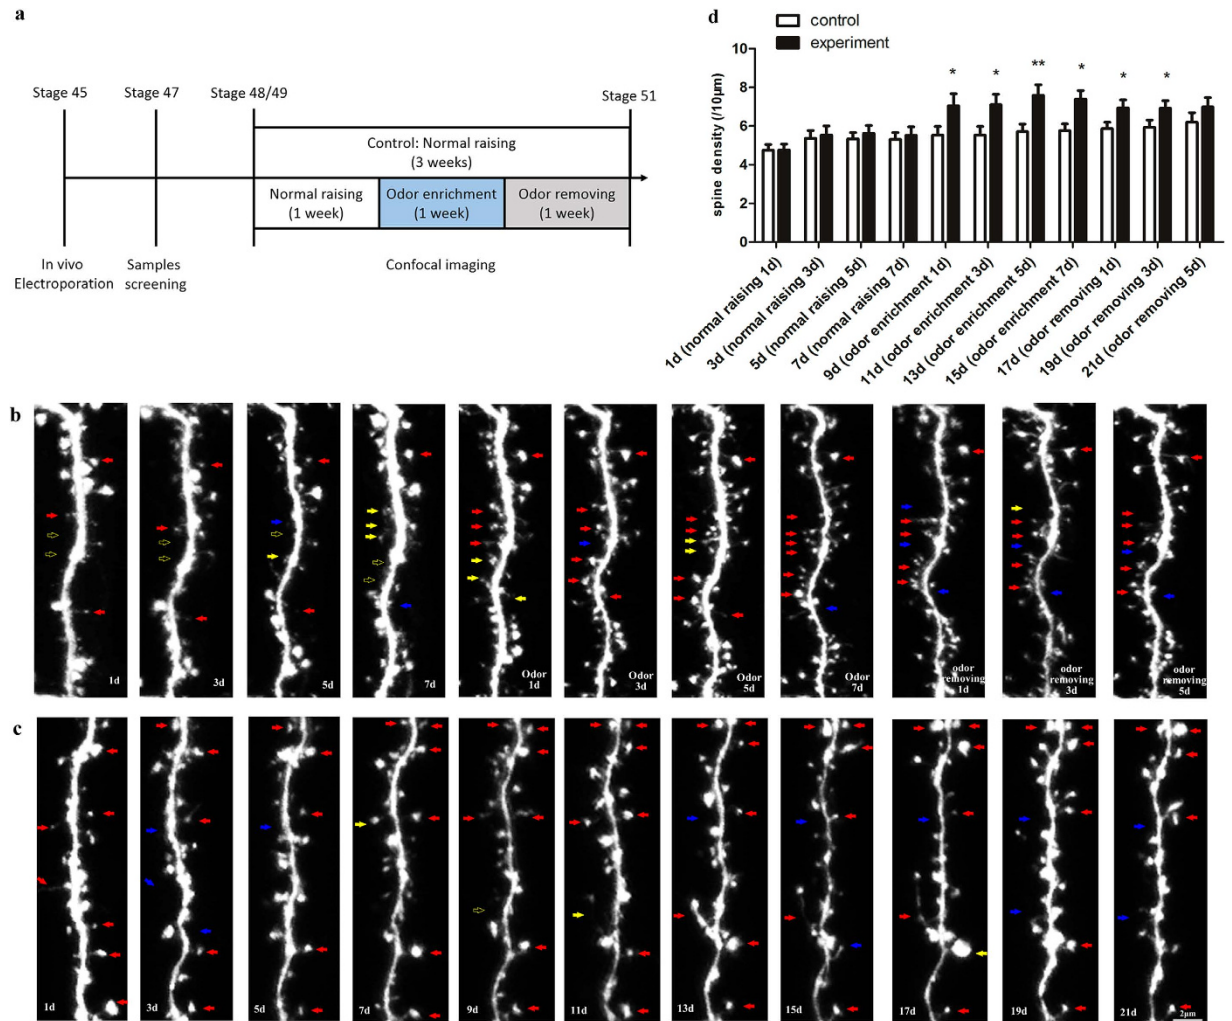 a
Stage 45
Stage 47
Stage 48/49
Stage 51
Control: Normal raising
(3 weeks)
Normal raising
(1 week)
Odor enrichment
(1 week)
Odor removing
(1 week)
In vivo
Electroporation
Samples
screening
Confocal imaging
d
control
experiment
spine density (/10μm)
10
8
6
4
2
0
*
*
**
*
*
*
1d (normal raising 1d)
3d (normal raising 3d)
5d (normal raising 5d)
7d (normal raising 7d)
9d (odor enrichment 1d)
11d (odor enrichment 3d)
13d (odor enrichment 5d)
15d (odor enrichment 7d)
17d (odor removing 1d)
19d (odor removing 3d)
21d (odor removing 5d)
b
1d
3d
5d
7d
Odor
1d
Odor
3d
Odor
5d
Odor
7d
odor
removing
1d
odor
removing
3d
odor
removing
5d
c
1d
3d
5d
7d
9d
11d
13d
15d
17d
19d
21d
2μm